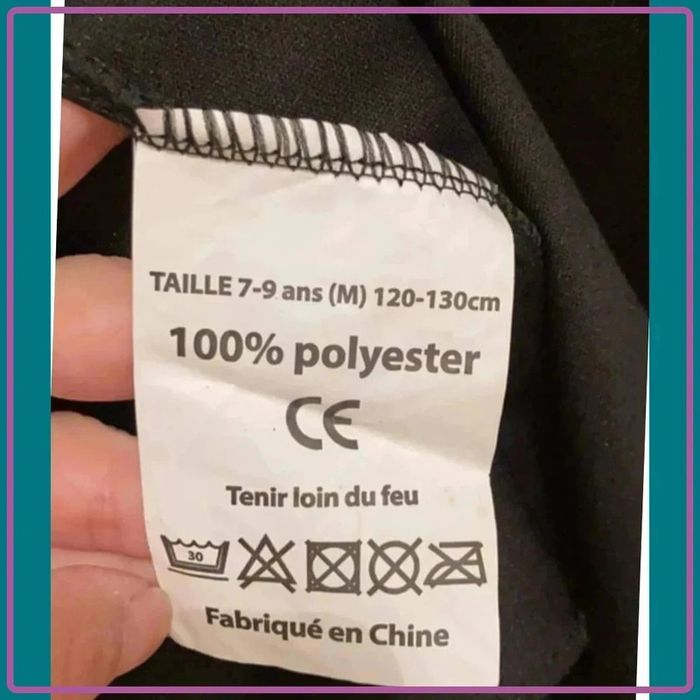 TAILLE 7-9 ans (M) 120-130cm
100% polyester
CE
Tenir loin du feu
30
Fabriqué en Chine